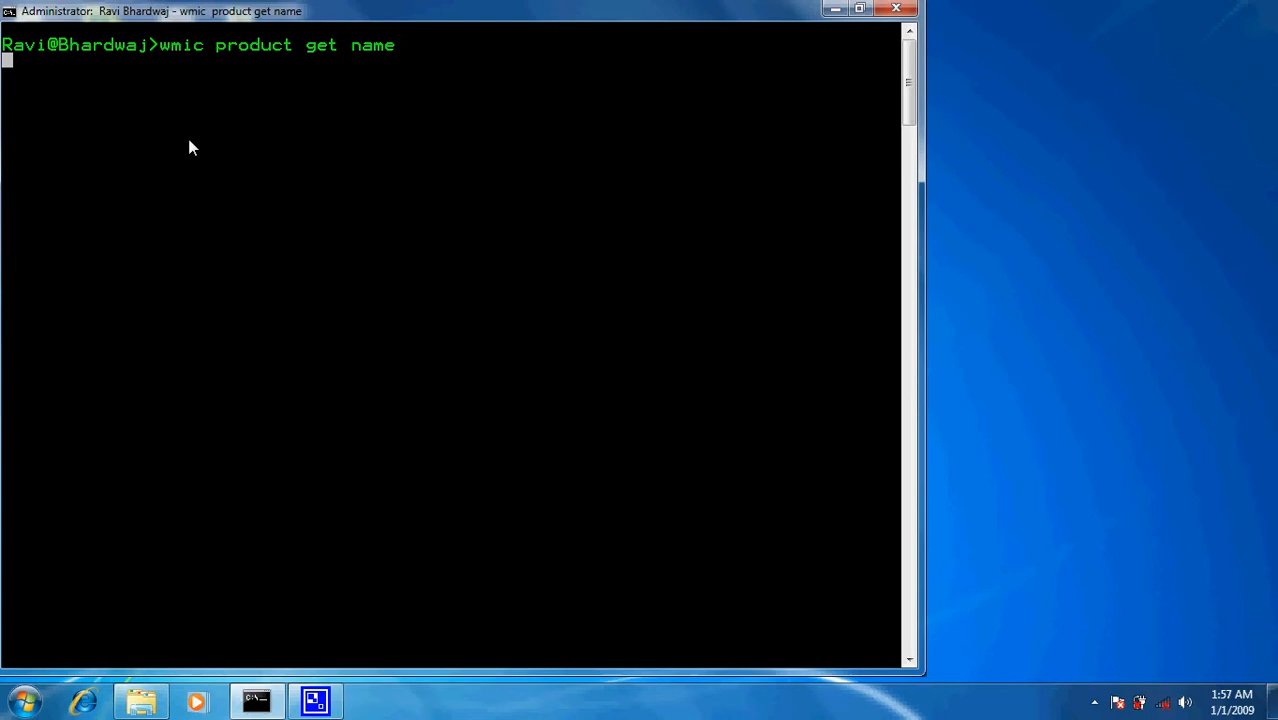 Administrator: Ravi Bhardwaj - wmic  product get name
Ravi@Bhardwaj>wmic product get name
C:\_
1:57 AM
1/1/2009